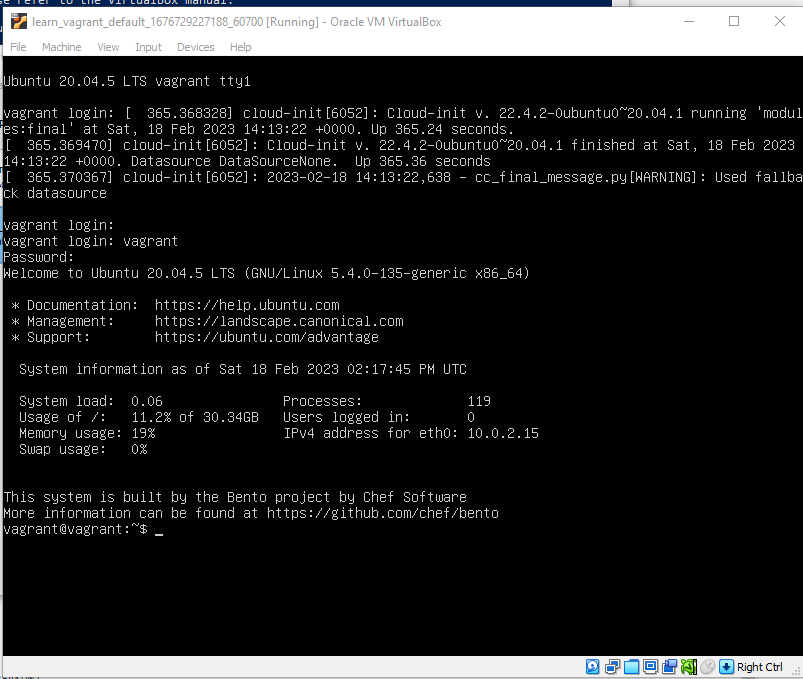 se refer to the VirtualBox manual.
learn_vagrant_default_1676729227188_60700 [Running] - Oracle VM VirtualBox
File Machine View Input Devices Help
Ubuntu 20.04.5 LTS vagrant tty1
vagrant login: [  365.368331] cloud-init[6052]: Cloud-init v. 22.4.2-0ubuntu0~20.04.1 running 'modul
es:final' at Sat, 18 Feb 2023 14:13:22 +0000. Up 365.24 seconds.
[  365.369470] cloud-init[6052]: Cloud-init v. 22.4.2-0ubuntu0~20.04.1 finished at Sat, 18 Feb 2023
14:13:22 +0000. Datasource DataSourceNone.  Up 365.36 seconds
[  365.370367] cloud-init[6052]: 2023-02-18 14:13:22,638 - cc_final_message.py[WARNING]: Used fallba
ck datasource
vagrant login:
vagrant login: vagrant
Password:
Welcome to Ubuntu 20.04.5 LTS (GNU/Linux 5.4.0-135-generic x86_64)
* Documentation:  https://help.ubuntu.com
* Management:     https://landscape.canonical.com
* Support:        https://ubuntu.com/advantage
System information as of Sat 18 Feb 2023 02:17:45 PM UTC
System load:  0.06               Processes:             119
Usage of /:   11.2% of 30.34GB   Users logged in:       0
Memory usage: 19%                IPv4 address for eth0: 10.0.2.15
Swap usage:   0%
This system is built by the Bento project by Chef Software
More information can be found at https://github.com/chef/bento
vagrant@vagrant:~$ _
Right Ctrl